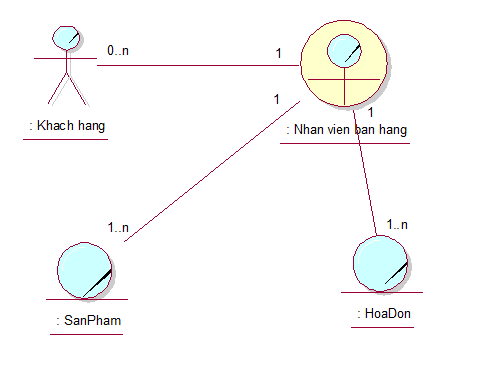 0..n
1
: Khach hang
1
1
: Nhan vien ban hang
1..n
1..n
: SanPham
: HoaDon